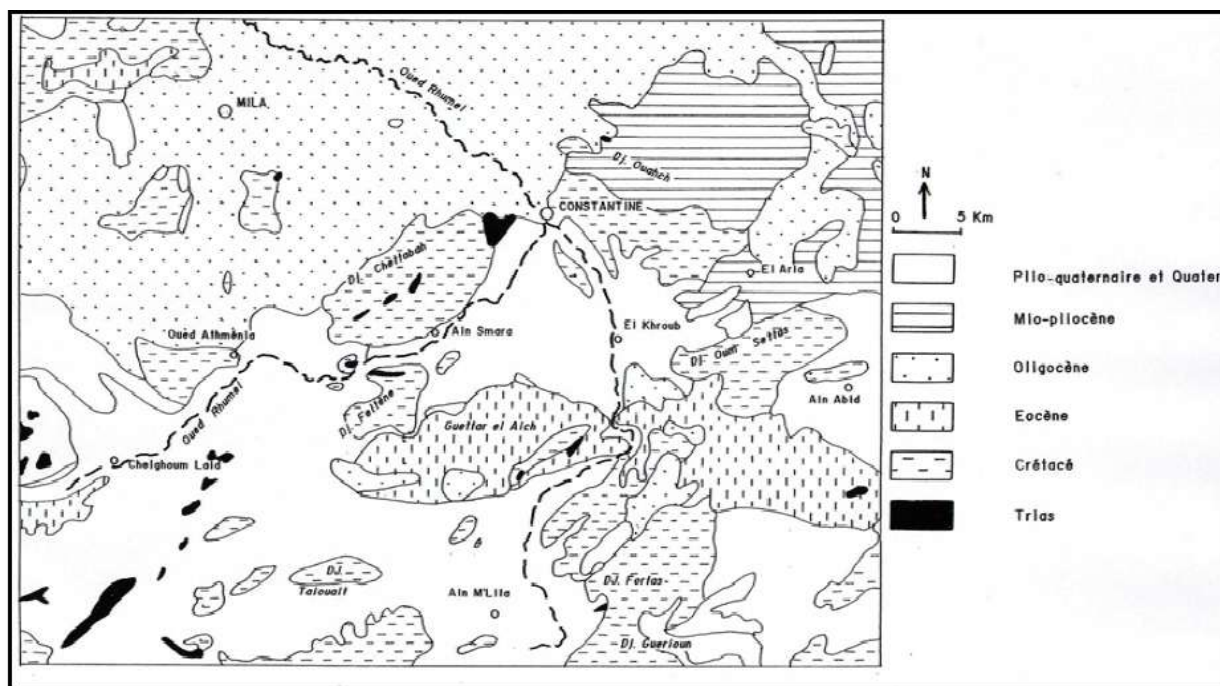 Oued Rhumel
MILA
Dj. Ouahch
CONSTANTINE
Dj. Chettabah
El Aria
Oued Athménia
Ain Smara
El Khroub
Dj. Oum Settas
Ain Abid
Oued Rhumel
Dj. Felténe
Guettar el Aich
Chelghoum Laid
DJ.
Taiouait
Ain M'Lila
DJ. Fertas
Dj. Guerioun
N
0 5 Km
Plio-quaternaire et Quater
Mio-pliocène
Oligocène
Eocène
Crétacé
Trias